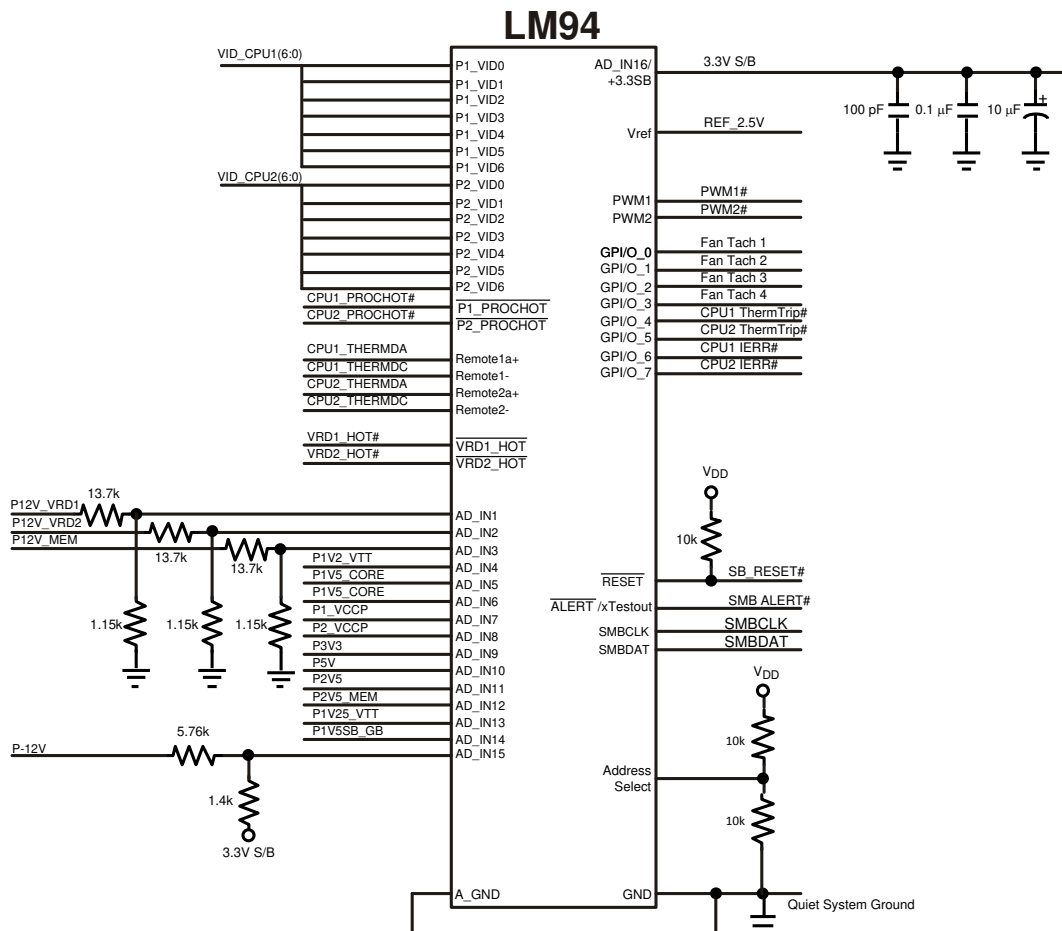 LM94
VID_CPU1(6:0)
P1_VID0
P1_VID1
P1_VID2
P1_VID3
P1_VID4
P1_VID5
P1_VID6
VID_CPU2(6:0)
P2_VID0
P2_VID1
P2_VID2
P2_VID3
P2_VID4
P2_VID5
P2_VID6
CPU1_PROCHOT#
P1_PROCHOT
CPU2_PROCHOT#
P2_PROCHOT
CPU1_THERMDA
Remote1a+
CPU1_THERMDC
Remote1-
CPU2_THERMDA
Remote2a+
CPU2_THERMDC
Remote2-
VRD1_HOT#
VRD1_HOT
VRD2_HOT#
VRD2_HOT
P12V_VRD1
13.7k
AD_IN1
P12V_VRD2
13.7k
AD_IN2
P12V_MEM
13.7k
AD_IN3
P1V2_VTT
AD_IN4
P1V5_CORE
AD_IN5
P1V5_CORE
AD_IN6
P1_VCCP
AD_IN7
P2_VCCP
AD_IN8
P3V3
AD_IN9
P5V
AD_IN10
P2V5
AD_IN11
P2V5_MEM
AD_IN12
P1V25_VTT
AD_IN13
P1V5SB_GB
AD_IN14
1.15k
1.15k
1.15k
P-12V
5.76k
AD_IN15
1.4k
3.3V S/B
A_GND
AD_IN16/
+3.3SB
3.3V S/B
100 pF
0.1 μF
10 μF
+
Vref
REF_2.5V
PWM1
PWM1#
PWM2
PWM2#
GPI/O_0
Fan Tach 1
GPI/O_1
Fan Tach 2
GPI/O_2
Fan Tach 3
GPI/O_3
Fan Tach 4
GPI/O_4
CPU1 ThermTrip#
GPI/O_5
CPU2 ThermTrip#
GPI/O_6
CPU1 IERR#
GPI/O_7
CPU2 IERR#
VDD
10k
RESET
SB_RESET#
ALERT /xTestout
SMB ALERT#
SMBCLK
SMBCLK
SMBDAT
SMBDAT
VDD
10k
Address
Select
10k
GND
Quiet System Ground